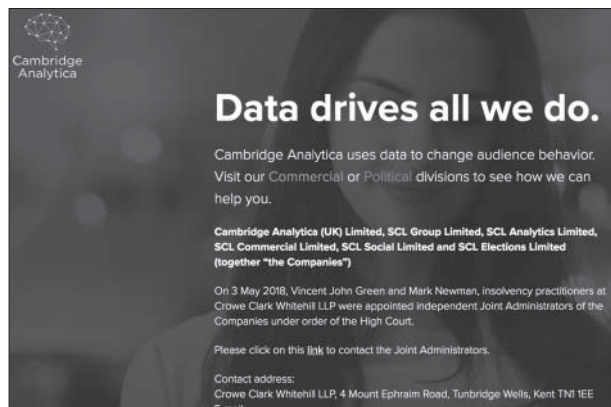 Cambridge
Analytica
Data drives all we do.
Cambridge Analytica uses data to change audience behavior.
Visit our Commercial or Political divisions to see how we can
help you.
Cambridge Analytica (UK) Limited, SCL Group Limited, SCL Analytics Limited,
SCL Commercial Limited, SCL Social Limited and SCL Elections Limited
(together “the Companies”)
On 3 May 2018, Vincent John Green and Mark Newman, insolvency practitioners at
Crowe Clark Whitehill LLP were appointed independent Joint Administrators of the
Companies under order of the High Court.
Please click on this link to contact the Joint Administrators.
Contact address:
Crowe Clark Whitehill LLP, 4 Mount Ephraim Road, Tunbridge Wells, Kent TN1 1EE